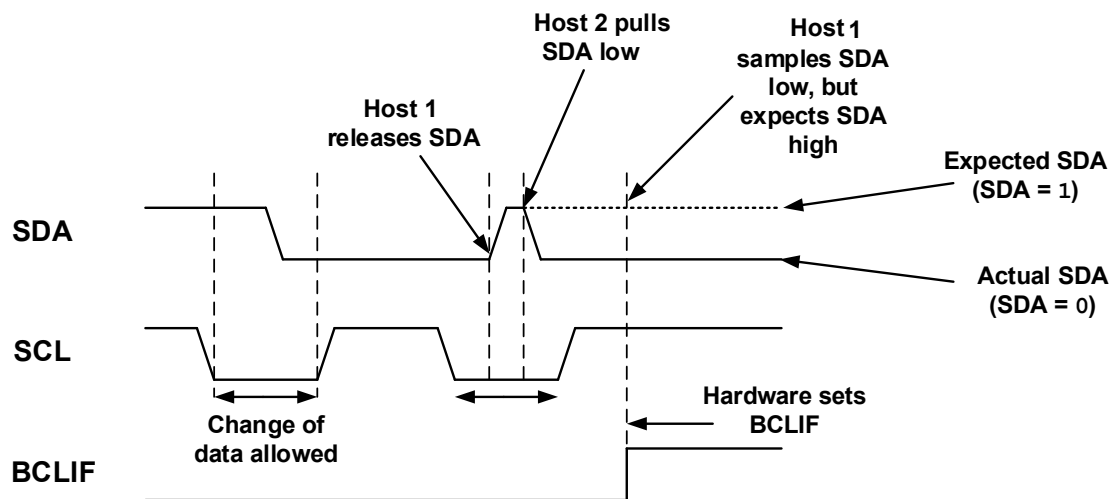 Host 2 pulls
SDA low
Host 1
samples SDA
low, but
expects SDA
high
Host 1
releases SDA
Expected SDA
(SDA = 1)
SDA
Actual SDA
(SDA = 0)
SCL
Change of
data allowed
Hardware sets
BCLIF
BCLIF